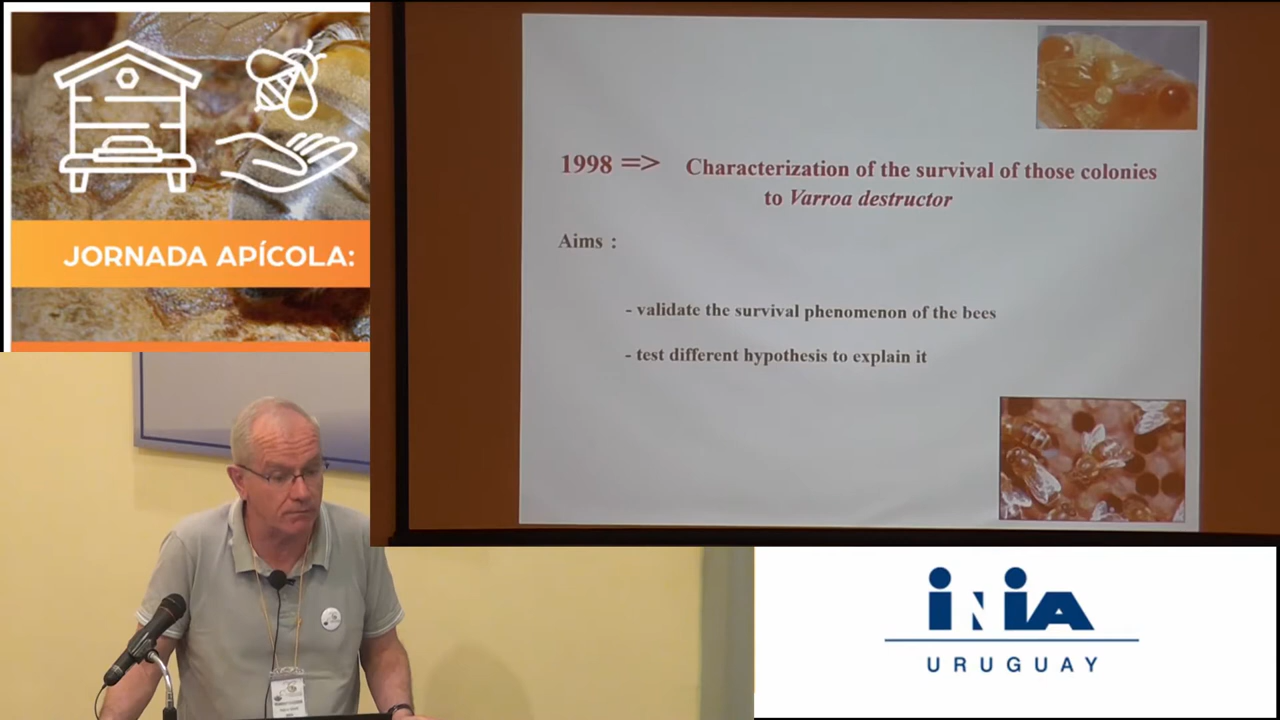 JORNADA APÍCOLA:
1998 => Characterization of the survival of those colonies
to Varroa destructor
Aims :
- validate the survival phenomenon of the bees
- test different hypothesis to explain it
iNiA
URUGUAY